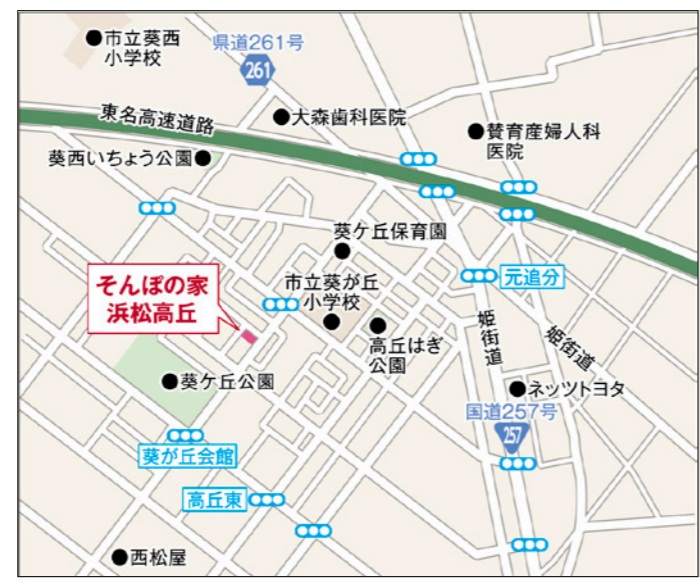 市立葵西
小学校
県道261号
261
大森歯科医院
東名高速道路
賛育産婦人科
医院
葵西いちょう公園
葵ケ丘保育園
そんぽの家
浜松高丘
市立葵が丘
小学校
元追分
高丘はぎ
公園
姫街道
姫街道
葵ケ丘公園
ネッツトヨタ
国道257号
257
葵が丘会館
高丘東
西松屋